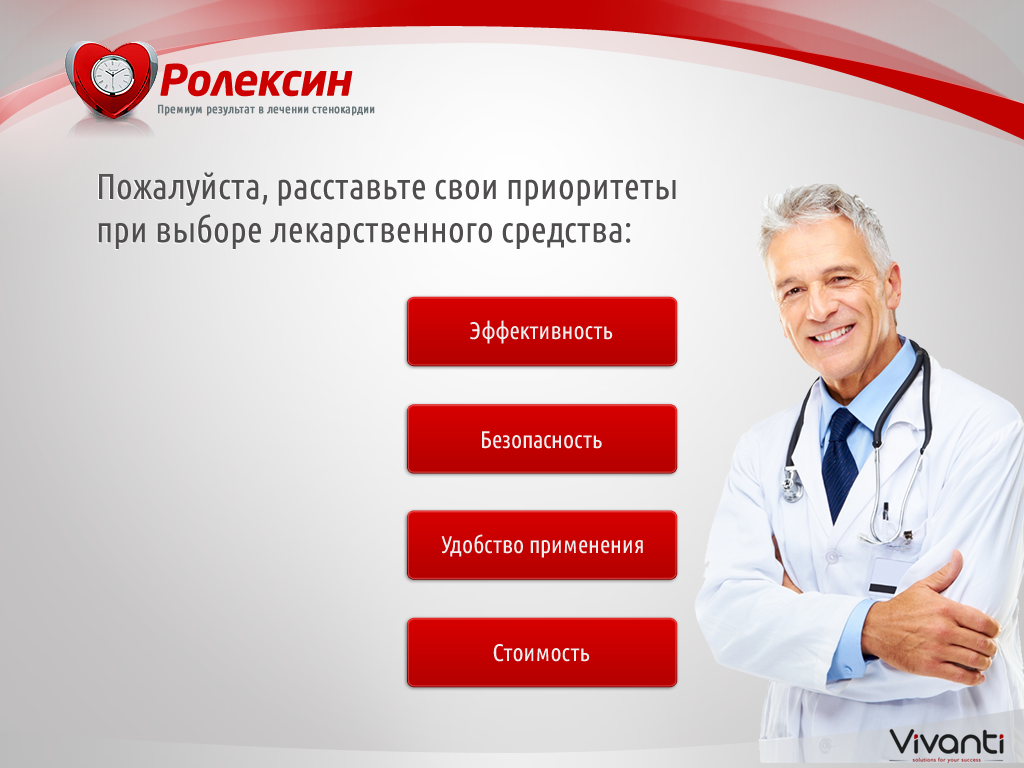 Ролексин
Премиум результат в лечении стенокардии
Пожалуйста, расставьте свои приоритеты
при выборе лекарственного средства:
Эффективность
Безопасность
Удобство применения
Стоимость
Vivanti
solutions for your success